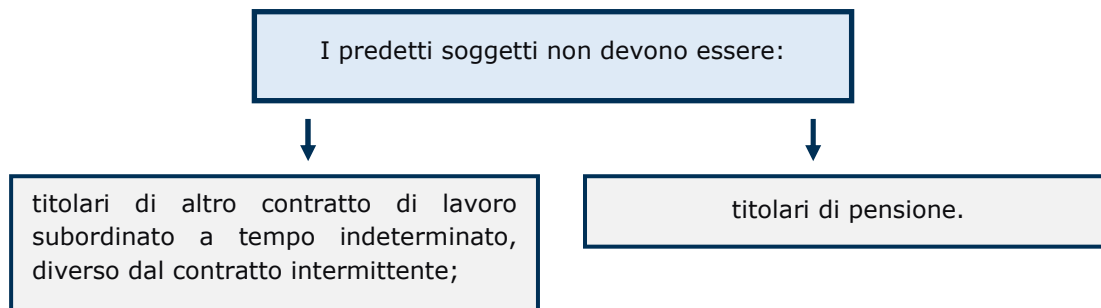 I predetti soggetti non devono essere:
titolari di altro contratto di lavoro
subordinato a tempo indeterminato,
diverso dal contratto intermittente;
titolari di pensione.